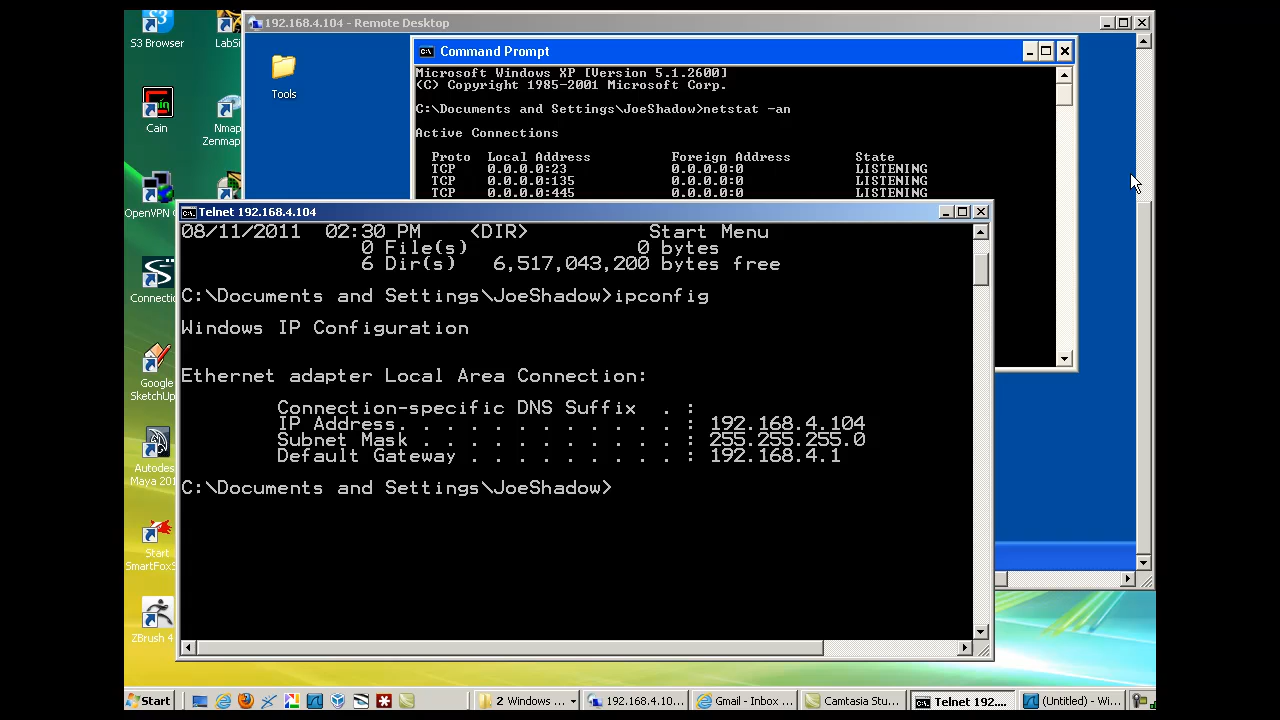 S3 Browser
LabSi
Cain
Nmap
Zenmap
OpenVPN
Connectio
Google
SketchUp
Autodes
Maya 201
Start
SmartFoxS
ZBrush 4
192.168.4.104 - Remote Desktop
Tools
Command Prompt
Microsoft Windows XP [Version 5.1.2600]
(C) Copyright 1985-2001 Microsoft Corp.
C:\Documents and Settings\JoeShadow>netstat -an
Active Connections
Proto Local Address Foreign Address State
TCP 0.0.0.0:23 0.0.0.0:0 LISTENING
TCP 0.0.0.0:135 0.0.0.0:0 LISTENING
TCP 0.0.0.0:445 0.0.0.0:0 LISTENING
Telnet 192.168.4.104
08/11/2011 02:30 PM <DIR> Start Menu
0 File(s) 0 bytes
6 Dir(s) 6,517,043,200 bytes free
C:\Documents and Settings\JoeShadow>ipconfig
Windows IP Configuration
Ethernet adapter Local Area Connection:
Connection-specific DNS Suffix . :
IP Address. . . . . . . . . . . . : 192.168.4.104
Subnet Mask . . . . . . . . . . . : 255.255.255.0
Default Gateway . . . . . . . . . : 192.168.4.1
C:\Documents and Settings\JoeShadow>
Start
2 Windows ...
192.168.4.10...
Gmail - Inbox ...
Camtasia Stu...
Telnet 192....
(Untitled) - Wi...